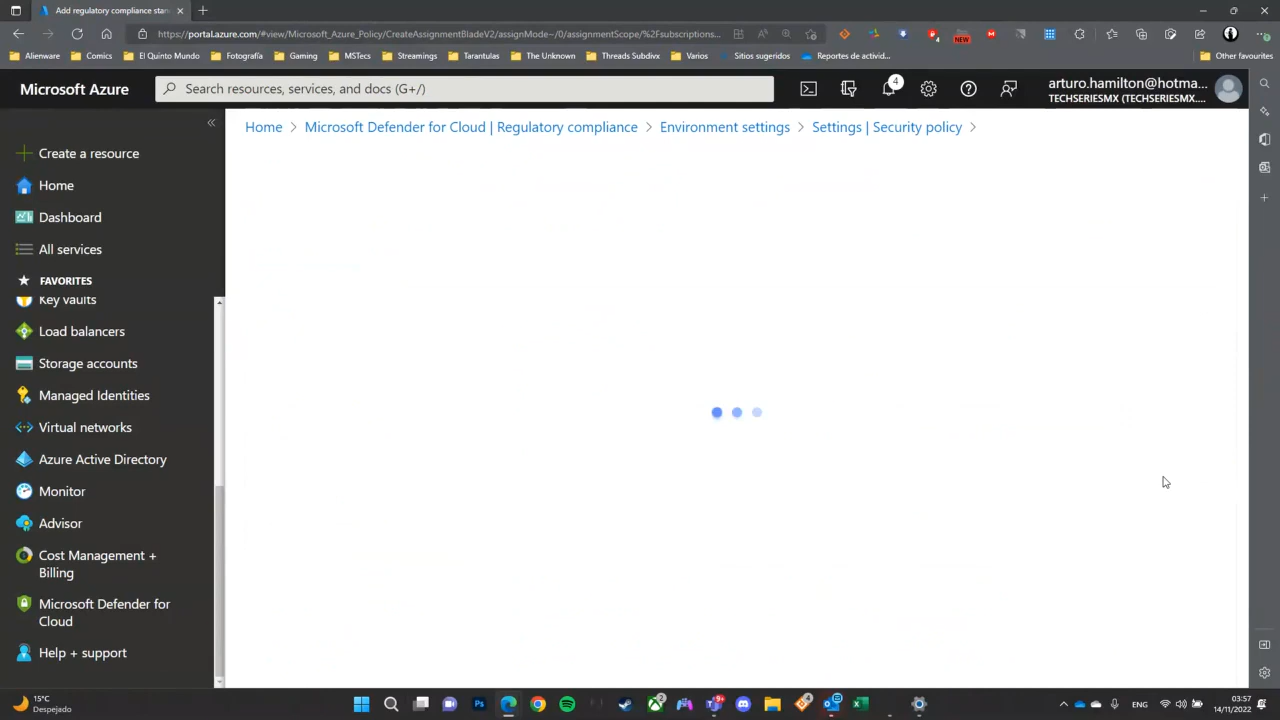 Add regulatory compliance stan
https://portal.azure.com/#view/Microsoft_Azure_Policy/CreateAssignmentBladeV2/assignMode~/0/assignmentScope/%2Fsubscriptions...
4
NEW
Alienware
Comics
El Quinto Mundo
Fotografía
Gaming
MSTecs
Streamings
Tarantulas
The Unknown
Threads Subdivx
Varios
Sitios sugeridos
Reportes de activid...
Other favourites
Microsoft Azure
Search resources, services, and docs (G+/)
4
arturo.hamilton@hotma...
TECHSERIESMX (TECHSERIESMX....
Home
Microsoft Defender for Cloud | Regulatory compliance
Environment settings
Settings | Security policy
Create a resource
Home
Dashboard
All services
FAVORITES
Key vaults
Load balancers
Storage accounts
Managed Identities
Virtual networks
Azure Active Directory
Monitor
Advisor
Cost Management +
Billing
Microsoft Defender for
Cloud
Help + support
15°C
Despejado
ENG
03:57
14/11/2022